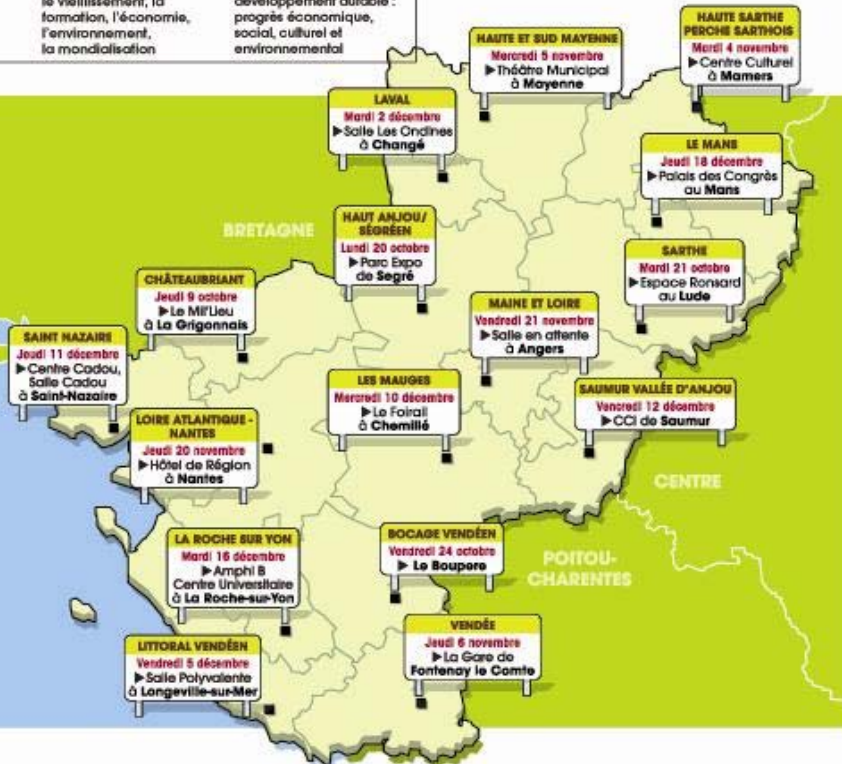 le vieillissement, la
formation, l'économie,
l'environnement,
la mondialisation
développement durable :
progrès économique,
social, culturel et
environnemental
HAUTE ET SUD MAYENNE
Mercredi 5 novembre
▶Théâtre Municipal
à Mayenne
HAUTE SARTHE
PERCHE SARTHOIS
Mardi 4 novembre
▶Centre Culturel
à Mamers
LAVAL
Mardi 2 décembre
▶Salle Les Ondines
à Changé
LE MANS
Jeudi 18 décembre
▶Palais des Congrès
au Mans
BRETAGNE
HAUT ANJOU/
SÉGRÉEN
Lundi 20 octobre
▶Parc Expo
de Segré
SARTHE
Mardi 21 octobre
▶Espace Ronsard
au Lude
CHÂTEAUBRIANT
Jeudi 9 octobre
▶Le Mil'Lieu
à La Grigonnais
MAINE ET LOIRE
Vendredi 21 novembre
▶Salle en attente
à Angers
SAINT NAZAIRE
Jeudi 11 décembre
▶Centre Cadou,
Salle Cadou
à Saint-Nazaire
LES MAUGES
Mercredi 10 décembre
▶Le Foirail
à Chemillé
SAUMUR VALLÉE D'ANJOU
Vencredi 12 décembre
▶CCI de Saumur
LOIRE ATLANTIQUE -
NANTES
Jeudi 20 novembre
▶Hôtel de Région
à Nantes
CENTRE
LA ROCHE SUR YON
Mardi 16 décembre
▶Amphi B
Centre Universitaire
à La Roche-sur-Yon
BOCAGE VENDÉEN
Vendredi 24 octobre
▶ Le Boupere
POITOU-
CHARENTES
VENDÉE
Jeudi 6 novembre
▶La Gare de
Fontenay le Comte
LITTORAL VENDÉEN
Vendredi 5 décembre
▶Salle Polyvalente
à Longeville-sur-Mer